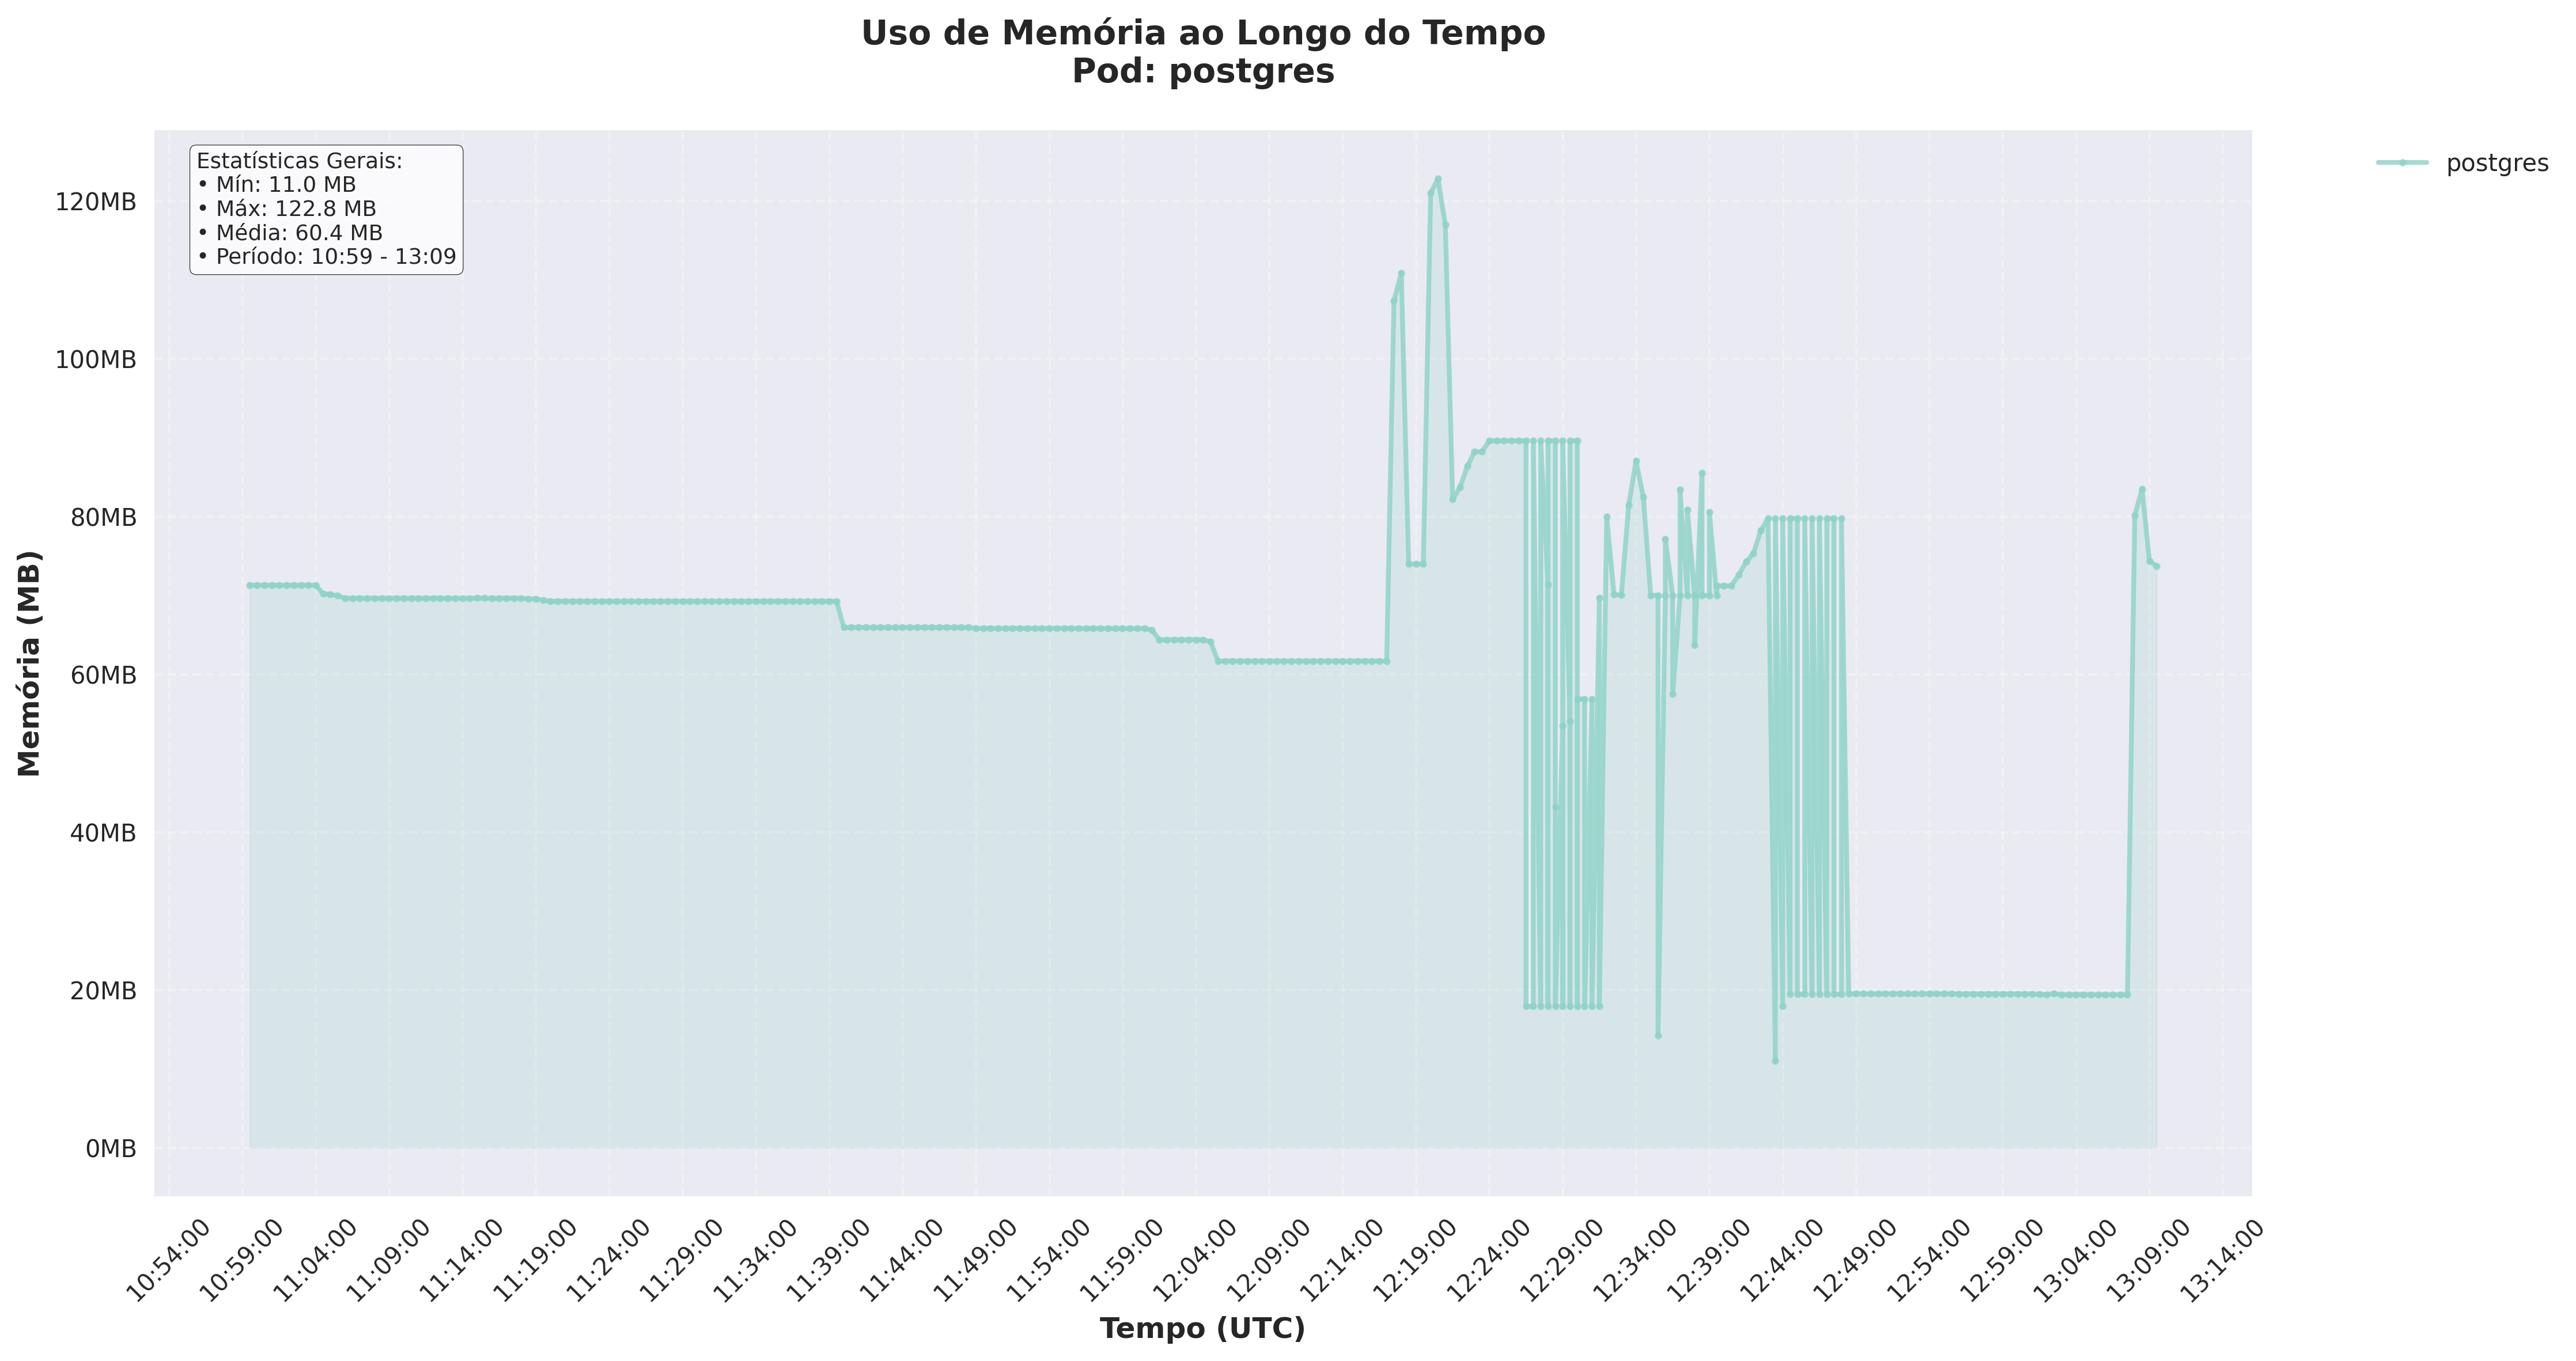 Uso de Memória ao Longo do Tempo
Pod: postgres
Estatísticas Gerais:
• Mín: 11.0 MB
• Máx: 122.8 MB
• Média: 60.4 MB
• Período: 10:59 - 13:09
postgres
Memória (MB)
120MB
100MB
80MB
60MB
40MB
20MB
0MB
10:54:00
10:59:00
11:04:00
11:09:00
11:14:00
11:19:00
11:24:00
11:29:00
11:34:00
11:39:00
11:44:00
11:49:00
11:54:00
11:59:00
12:04:00
12:09:00
12:14:00
12:19:00
12:24:00
12:29:00
12:34:00
12:39:00
12:44:00
12:49:00
12:54:00
12:59:00
13:04:00
13:09:00
13:14:00
Tempo (UTC)